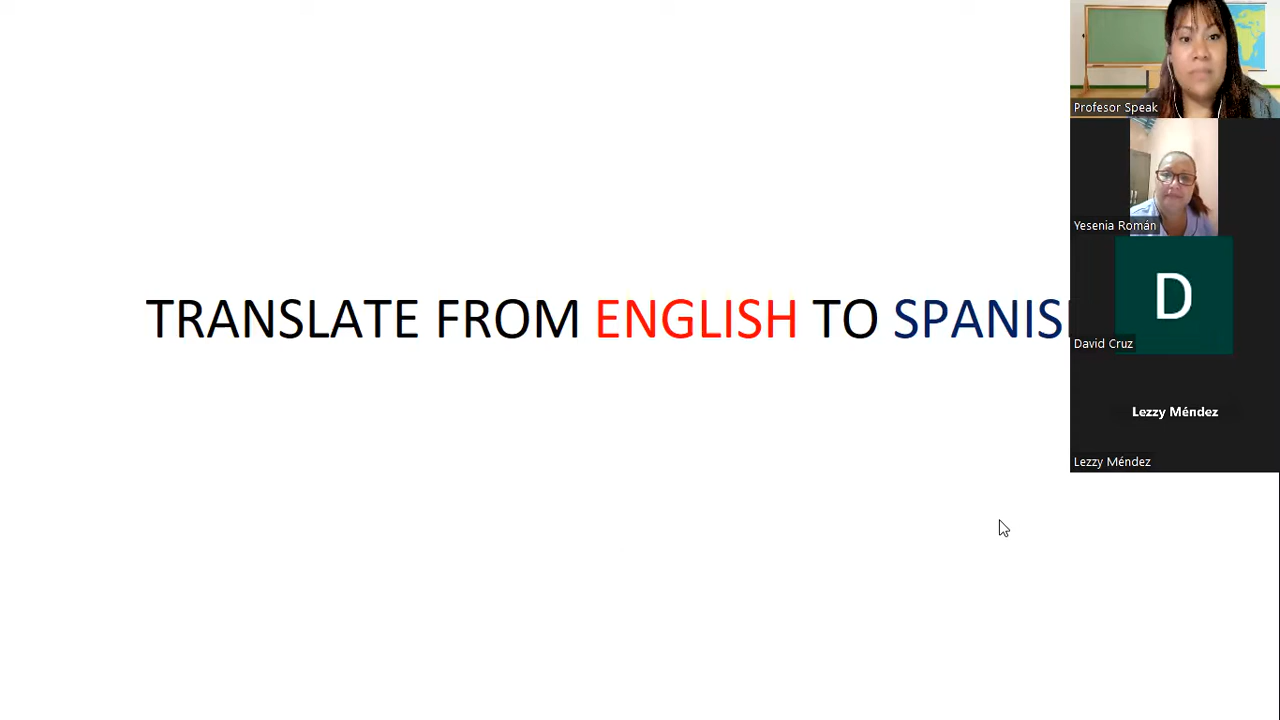 TRANSLATE FROM ENGLISH TO SPANIS
Profesor Speak
Yesenia Román
D
David Cruz
Lezzy Méndez
Lezzy Méndez